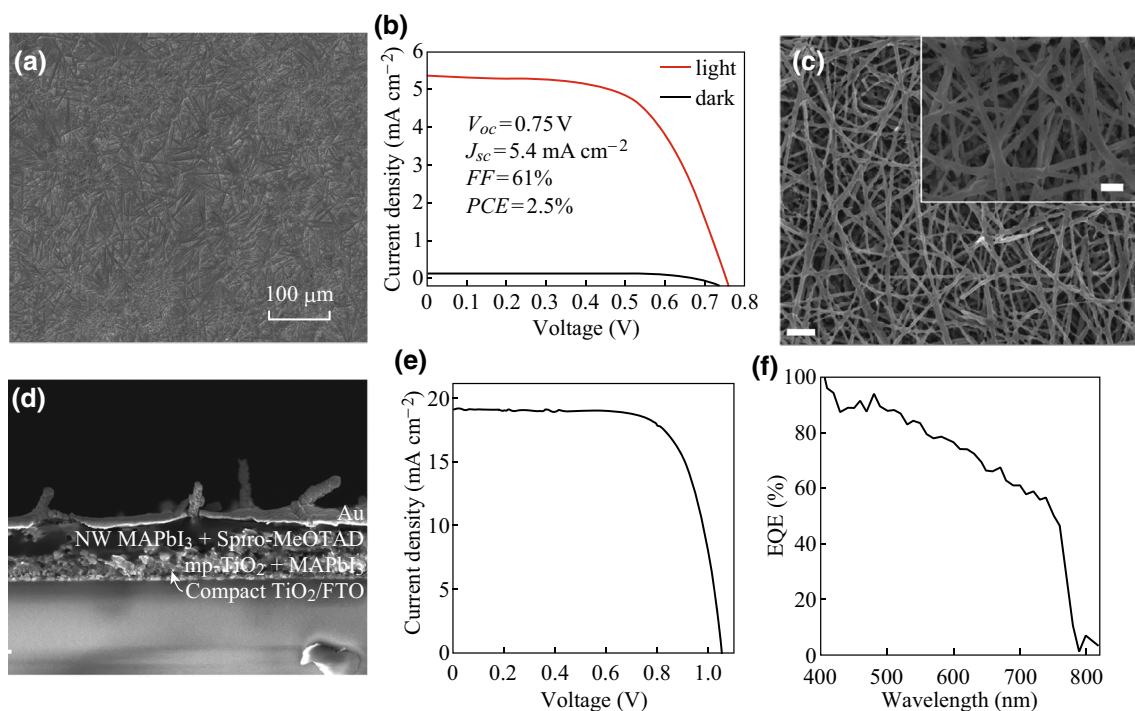 (a)
100 µm
(b)
Current density (mA cm⁻²)
6
5
4
3
2
1
0
light
dark
V_oc = 0.75 V
J_sc = 5.4 mA cm⁻²
FF = 61%
PCE = 2.5%
0 0.1 0.2 0.3 0.4 0.5 0.6 0.7 0.8
Voltage (V)
(c)
(d)
Au
NW MAPbI₃ + Spiro-MeOTAD
mp-TiO₂ + MAPbI₃
Compact TiO₂/FTO
(e)
Current density (mA cm⁻²)
20
15
10
5
0
0 0.2 0.4 0.6 0.8 1.0
Voltage (V)
(f)
EQE (%)
100
80
60
40
20
0
400 500 600 700 800
Wavelength (nm)